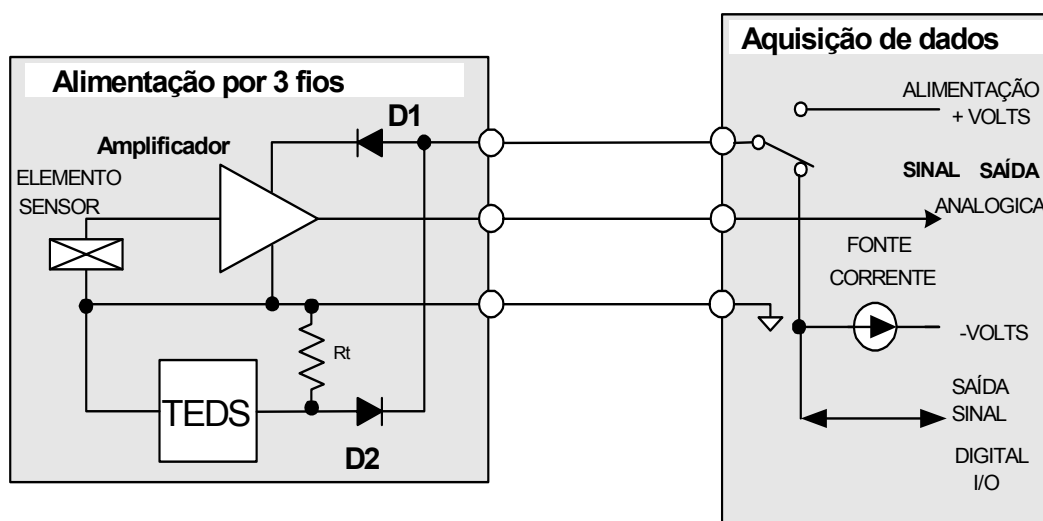 Alimentação por 3 fios
D1
Amplificador
ELEMENTO
SENSOR
Rt
TEDS
D2
Aquisição de dados
ALIMENTAÇÃO
+ VOLTS
SINAL SAÍDA
ANALOGICA
FONTE
CORRENTE
-VOLTS
SAÍDA
SINAL
DIGITAL
I/O